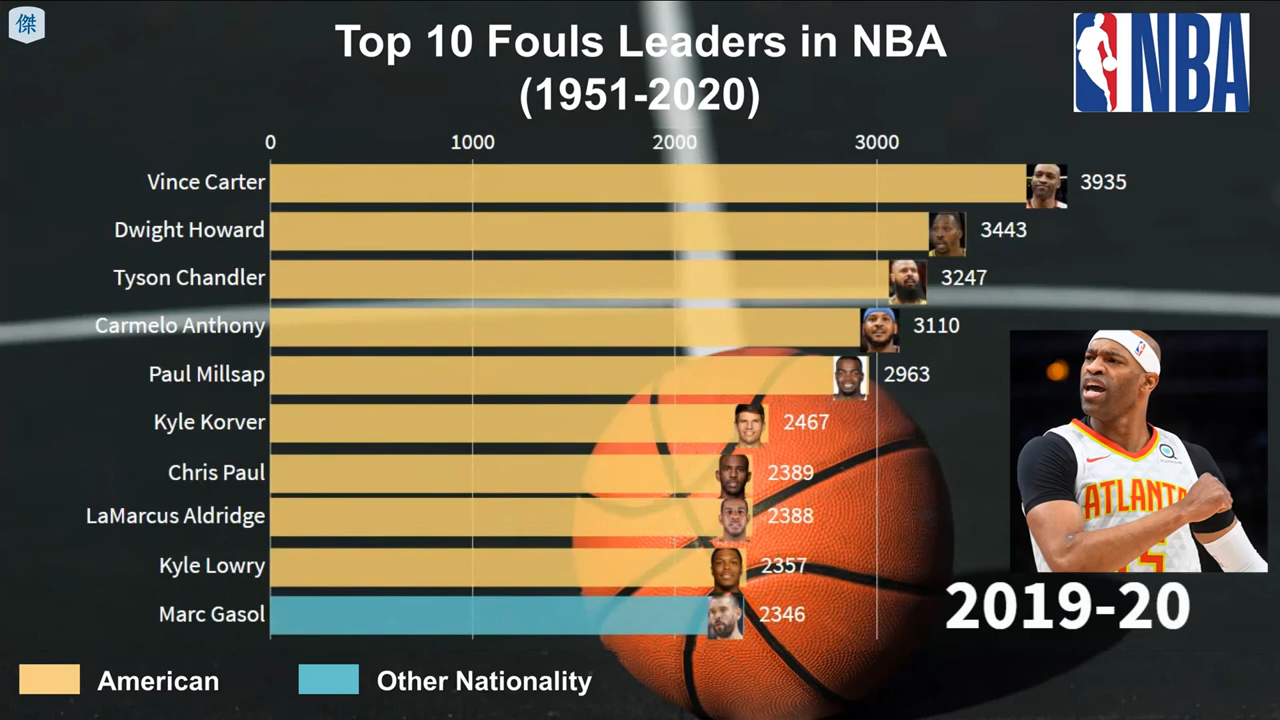 傑
Top 10 Fouls Leaders in NBA
(1951-2020)
NBA
0 1000 2000 3000
Vince Carter 3935
Dwight Howard 3443
Tyson Chandler 3247
Carmelo Anthony 3110
Paul Millsap 2963
Kyle Korver 2467
Chris Paul 2389
LaMarcus Aldridge 2388
Kyle Lowry 2357
Marc Gasol 2346
ATLANTA
15
2019-20
American
Other Nationality